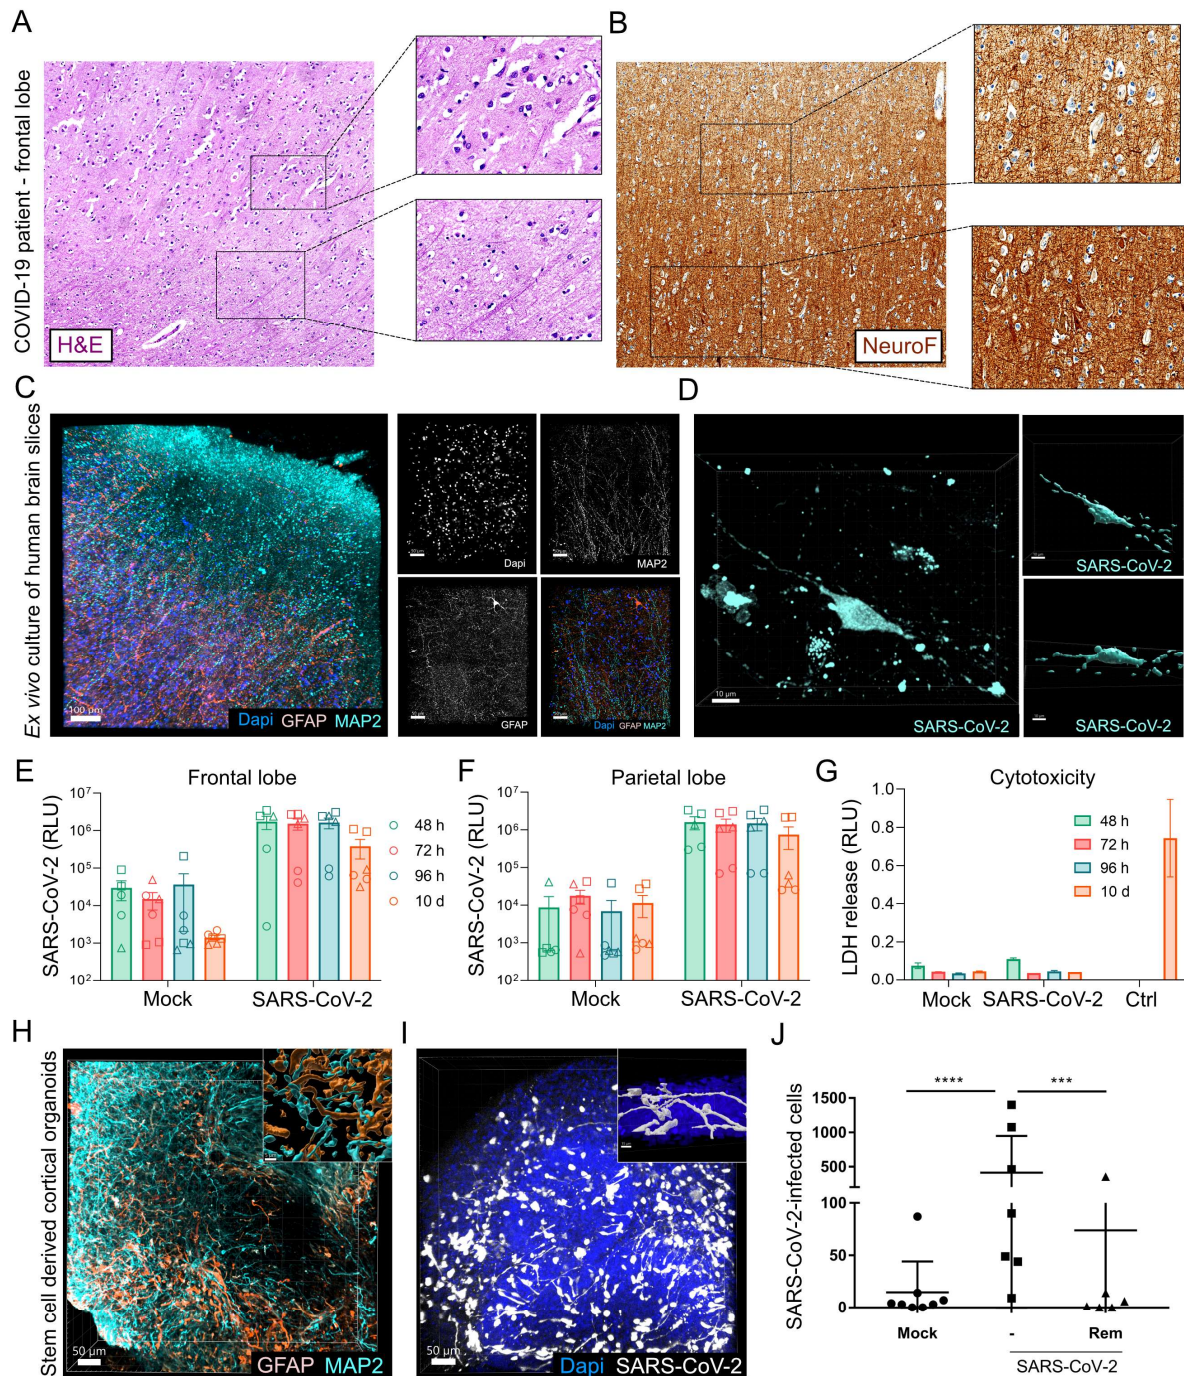 A
B
COVID-19 patient - frontal lobe
H&E
NeuroF
C
D
Ex vivo culture of human brain slices
100 µm
Dapi GFAP MAP2
Dapi
MAP2
GFAP
Dapi GFAP MAP2
10 µm
SARS-CoV-2
SARS-CoV-2
SARS-CoV-2
E
Frontal lobe
SARS-CoV-2 (RLU)
10⁷
10⁶
10⁵
10⁴
10³
10²
Mock
SARS-CoV-2
48 h
72 h
96 h
10 d
F
Parietal lobe
SARS-CoV-2 (RLU)
10⁷
10⁶
10⁵
10⁴
10³
10²
Mock
SARS-CoV-2
G
Cytotoxicity
LDH release (RLU)
1.0
0.8
0.6
0.4
0.2
0.0
48 h
72 h
96 h
10 d
Mock
SARS-CoV-2
Ctrl
H
Stem cell derived cortical organoids
50 µm
GFAP MAP2
I
50 µm
Dapi SARS-CoV-2
J
SARS-CoV-2-infected cells
1500
1000
500
100
50
0
****
***
Mock
-
Rem
SARS-CoV-2